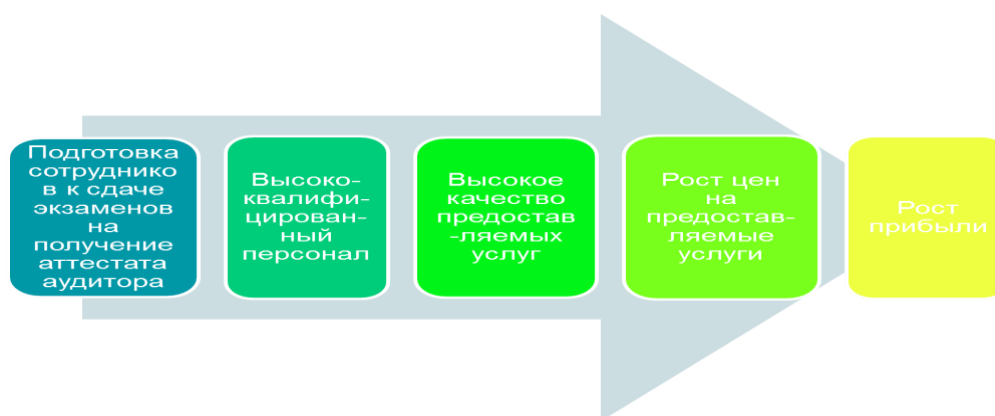 Подготовка
сотруднико
в к сдаче
экзаменов
на
получение
аттестата
аудитора
Высоко-
квалифи-
цирован-
ный
персонал
Высокое
качество
предостав
-ляемых
услуг
Рост цен
на
предостав-
ляемые
услуги
Рост
прибыли